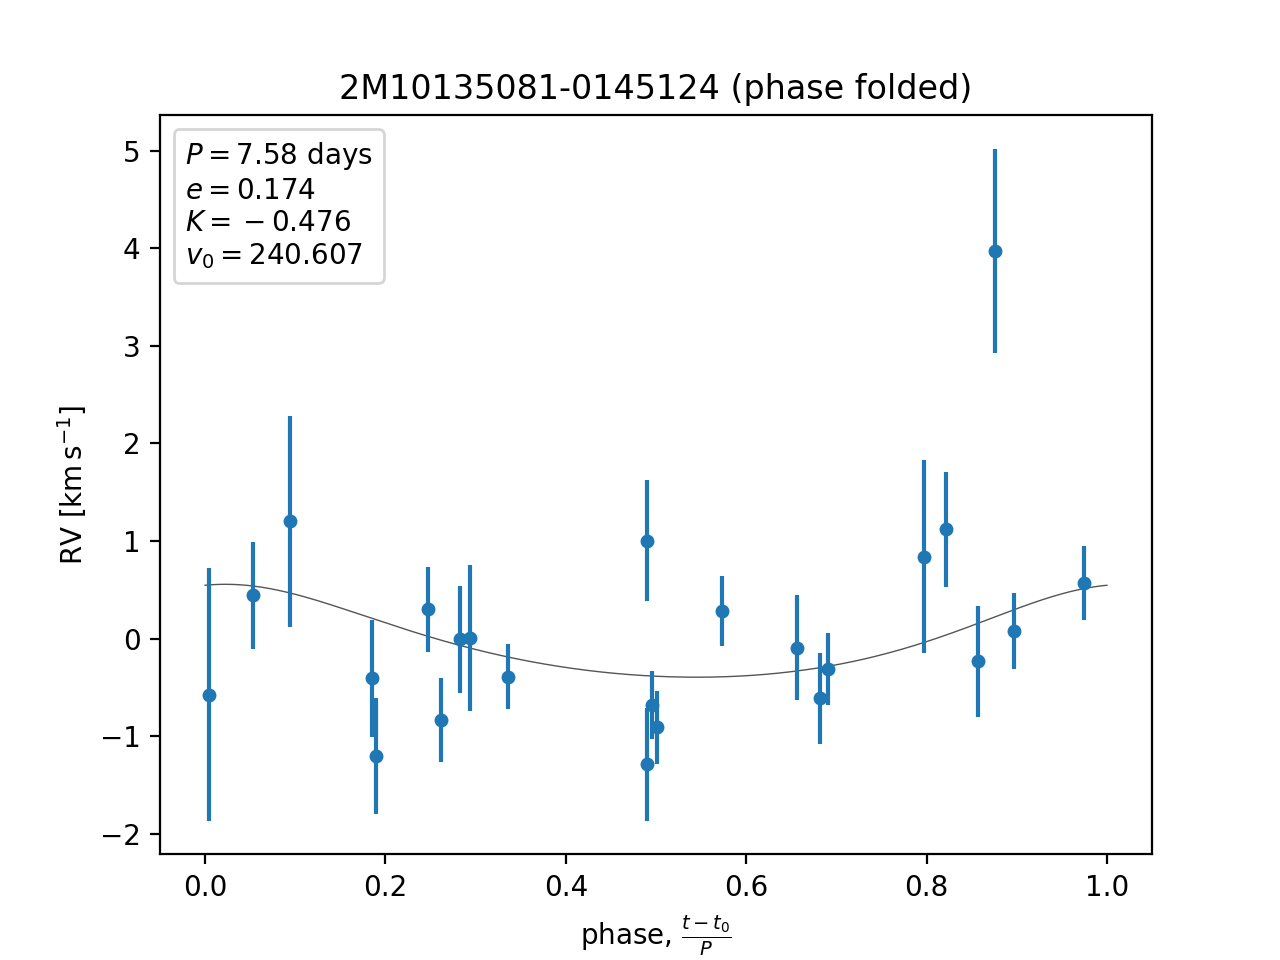 2M10135081-0145124 (phase folded)
P = 7.58 days
e = 0.174
K = −0.476
v₀ = 240.607
5
4
3
2
1
0
−1
−2
RV [km s⁻¹]
0.0 0.2 0.4 0.6 0.8 1.0
phase, (t − t₀)/P